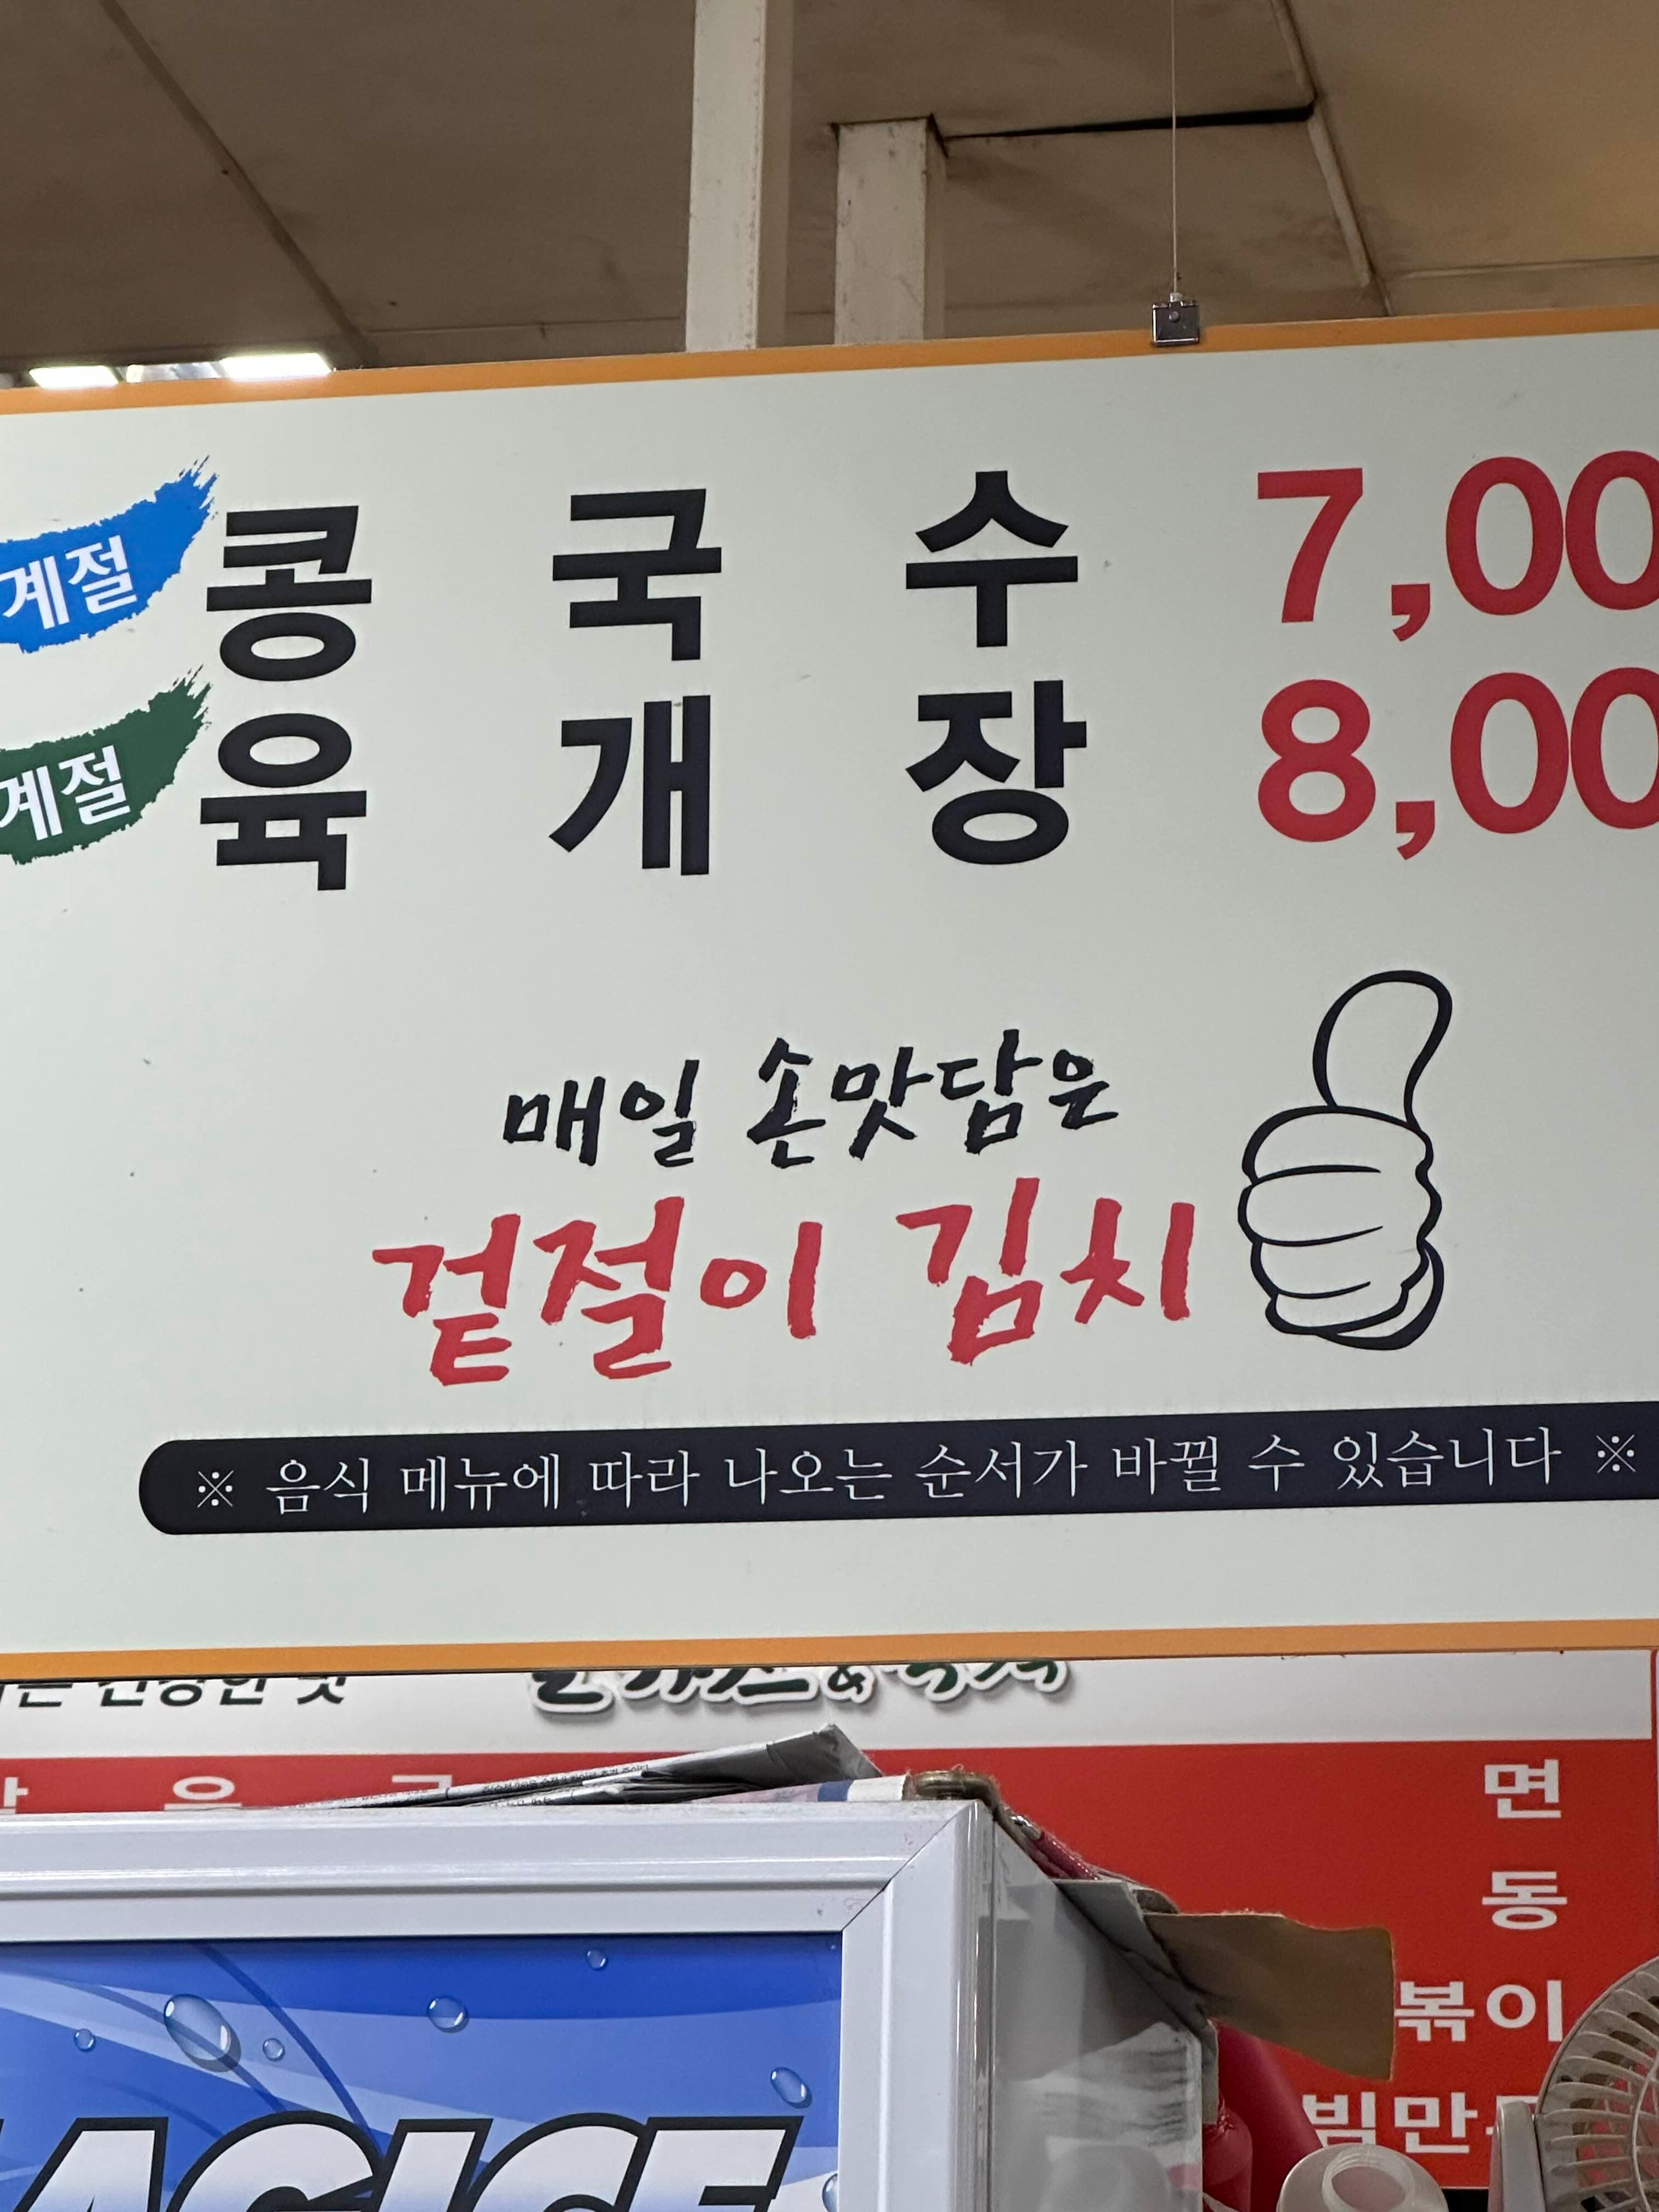 계절 콩 국 수 7,00
계절 육 개 장 8,00
매일 손맛담은
겉절이 김치
※ 음식 메뉴에 따라 나오는 순서가 바뀔 수 있습니다 ※
면
동
볶이
빔만